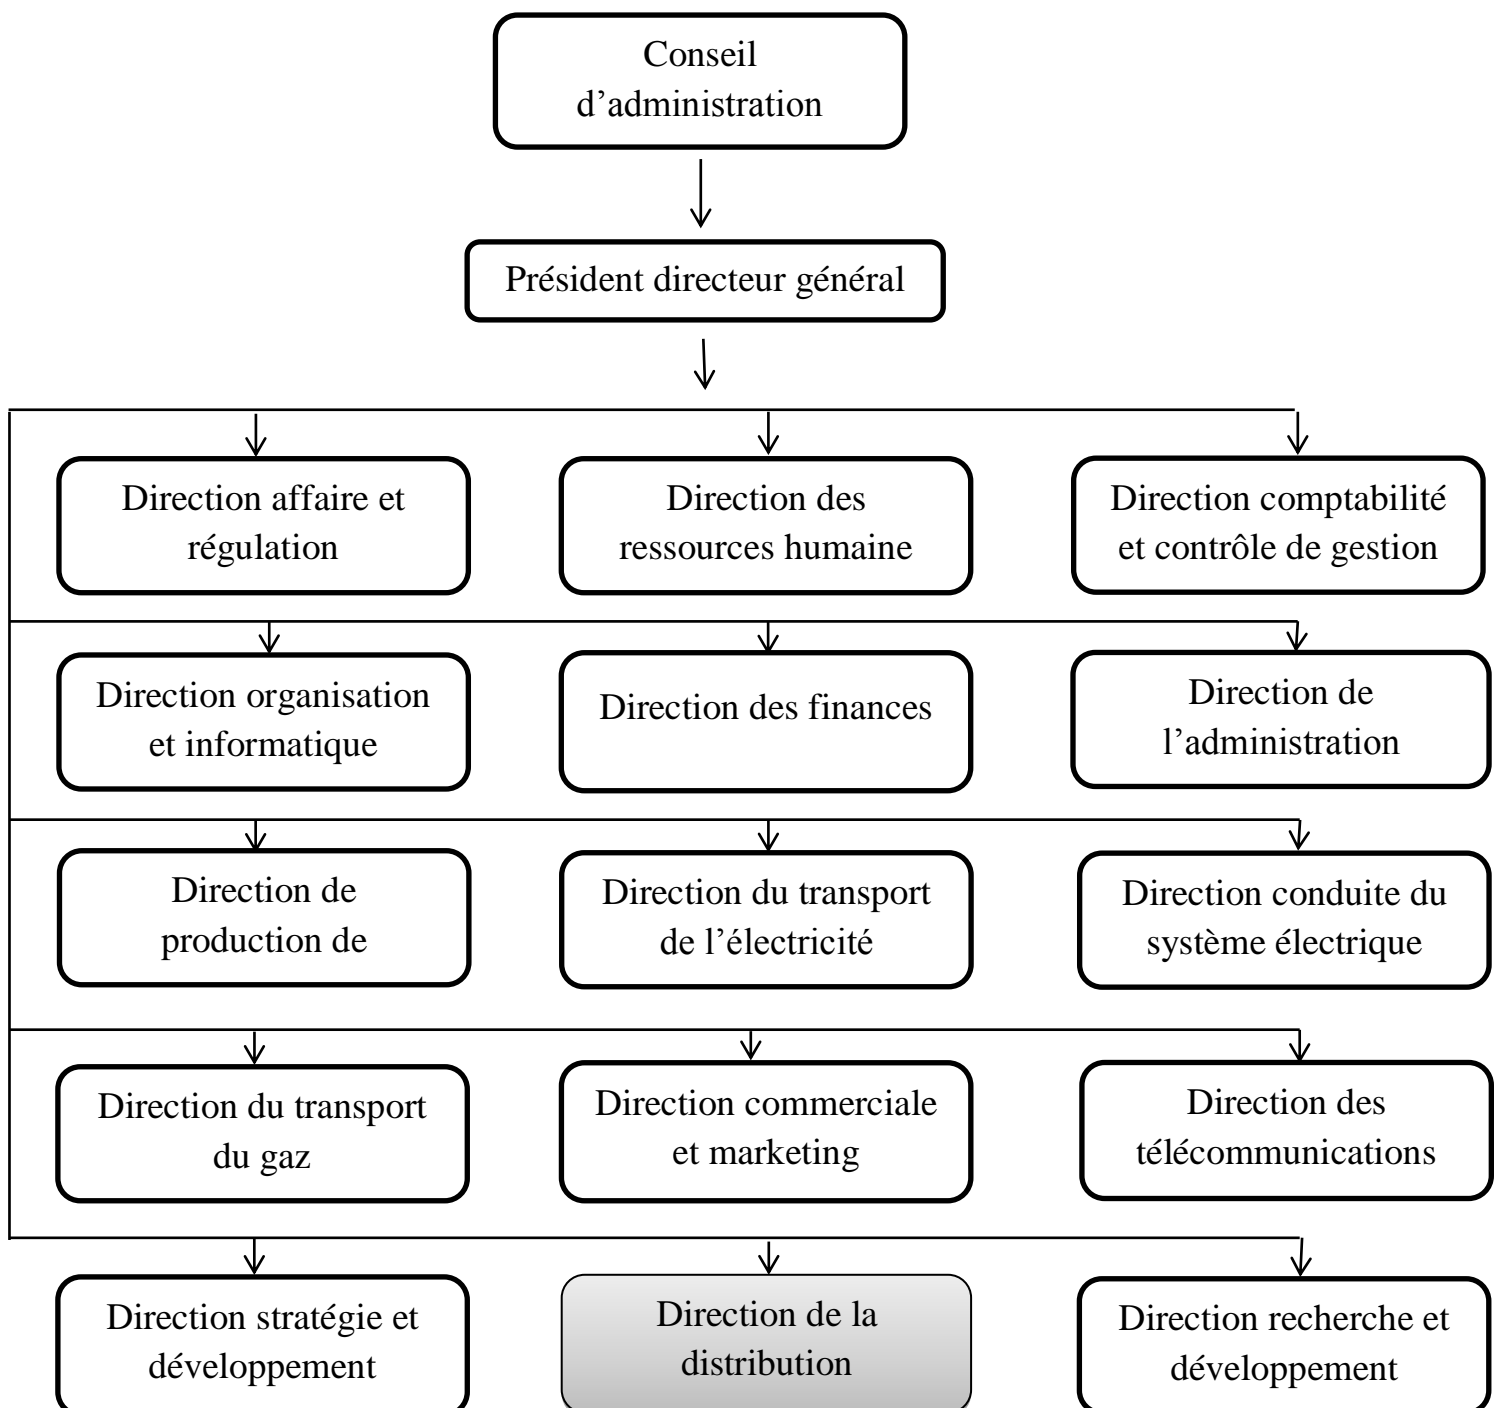 Conseil
d’administration
Président directeur général
Direction affaire et
régulation
Direction des
ressources humaine
Direction comptabilité
et contrôle de gestion
Direction organisation
et informatique
Direction des finances
Direction de
l’administration
Direction de
production de
Direction du transport
de l’électricité
Direction conduite du
système électrique
Direction du transport
du gaz
Direction commerciale
et marketing
Direction des
télécommunications
Direction stratégie et
développement
Direction de la
distribution
Direction recherche et
développement